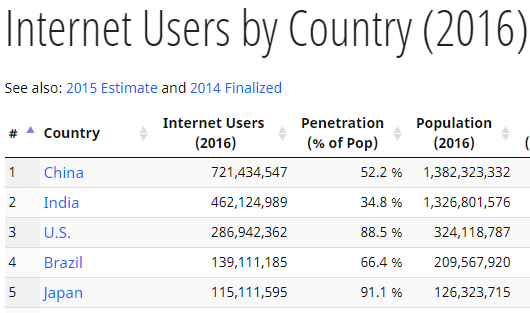 Internet Users by Country (2016)
See also: 2015 Estimate and 2014 Finalized
# Country Internet Users (2016) Penetration (% of Pop) Population (2016) (
1 China 721,434,547 52.2 % 1,382,323,332
2 India 462,124,989 34.8 % 1,326,801,576
3 U.S. 286,942,362 88.5 % 324,118,787
4 Brazil 139,111,185 66.4 % 209,567,920
5 Japan 115,111,595 91.1 % 126,323,715